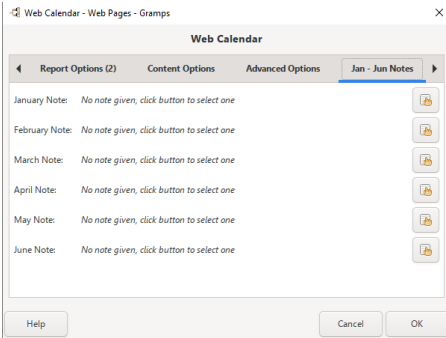 Web Calendar - Web Pages - Gramps
Web Calendar
Report Options (2) Content Options Advanced Options Jan - Jun Notes
January Note: No note given, click button to select one
February Note: No note given, click button to select one
March Note: No note given, click button to select one
April Note: No note given, click button to select one
May Note: No note given, click button to select one
June Note: No note given, click button to select one
Help Cancel OK